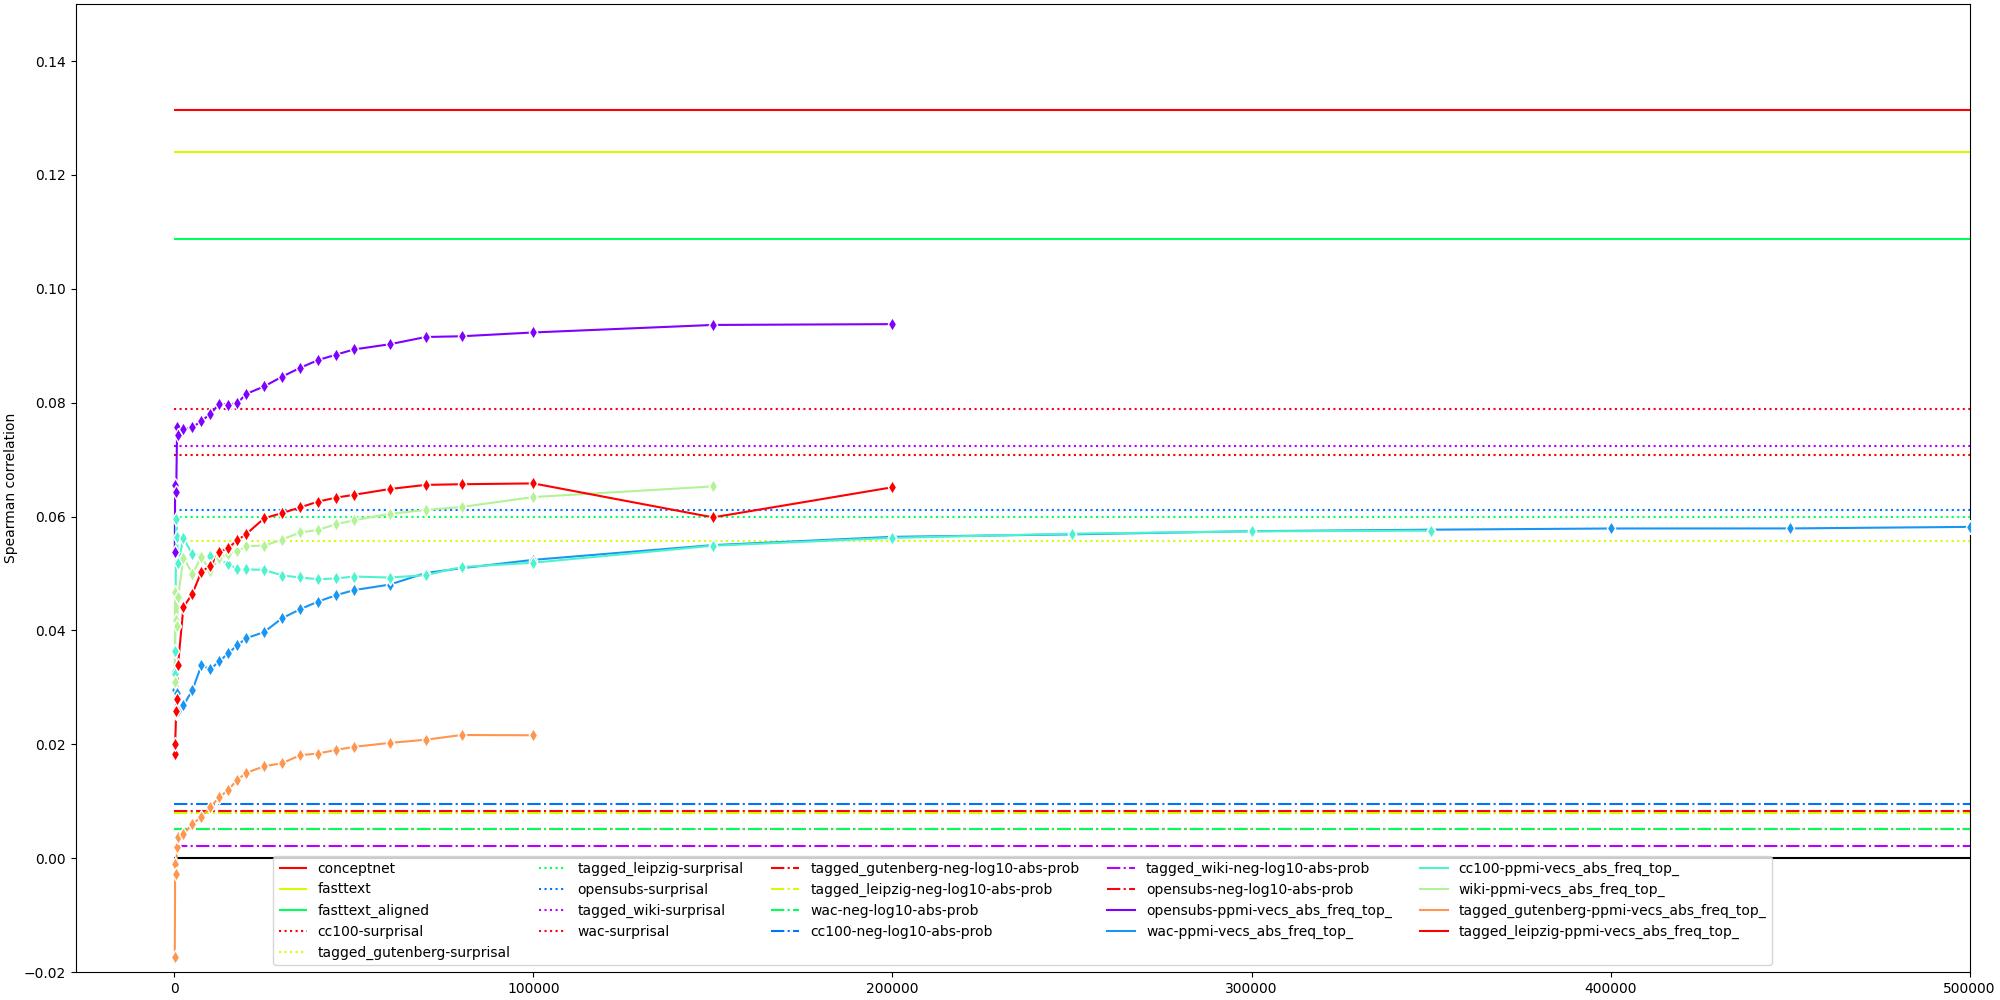 0.14
0.12
0.10
0.08
0.06
0.04
0.02
0.00
−0.02
Spearman correlation
conceptnet
fasttext
fasttext_aligned
cc100-surprisal
tagged_gutenberg-surprisal
tagged_leipzig-surprisal
opensubs-surprisal
tagged_wiki-surprisal
wac-surprisal
tagged_gutenberg-neg-log10-abs-prob
tagged_leipzig-neg-log10-abs-prob
wac-neg-log10-abs-prob
cc100-neg-log10-abs-prob
tagged_wiki-neg-log10-abs-prob
opensubs-neg-log10-abs-prob
opensubs-ppmi-vecs_abs_freq_top_
wac-ppmi-vecs_abs_freq_top_
cc100-ppmi-vecs_abs_freq_top_
wiki-ppmi-vecs_abs_freq_top_
tagged_gutenberg-ppmi-vecs_abs_freq_top_
tagged_leipzig-ppmi-vecs_abs_freq_top_
0 100000 200000 300000 400000 500000